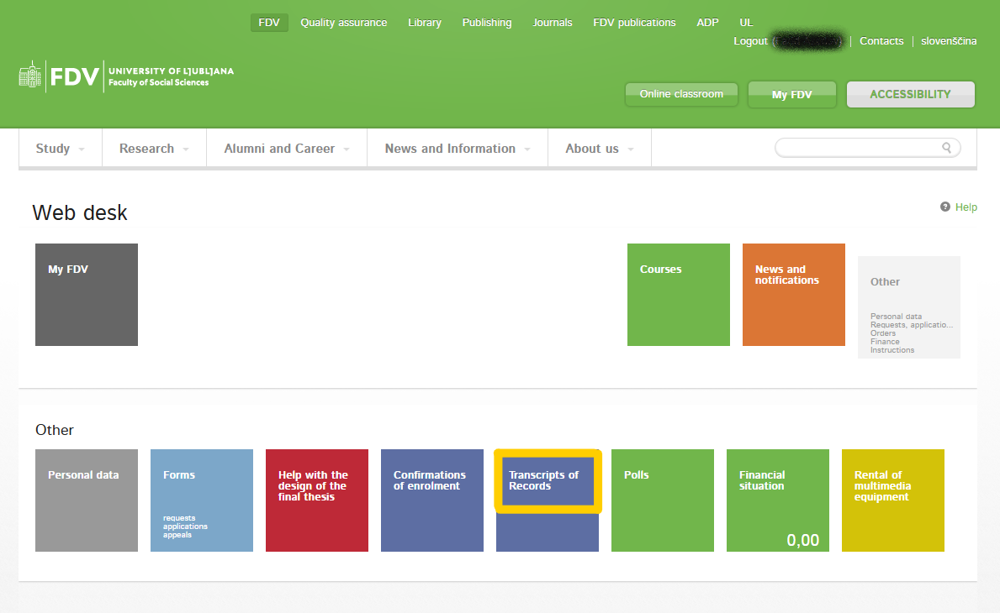 FDV Quality assurance Library Publishing Journals FDV publications ADP UL
Logout Contacts slovenščina
FDV UNIVERSITY OF LJUBLJANA
Faculty of Social Sciences
Online classroom My FDV ACCESSIBILITY
Study Research Alumni and Career News and Information About us
Web desk
Help
My FDV
Courses
News and
notifications
Other
Personal data
Requests, applicatio...
Orders
Finance
Instructions
Other
Personal data
Forms
requests
applications
appeals
Help with the
design of the
final thesis
Confirmations
of enrolment
Transcripts of
Records
Polls
Financial
situation
0,00
Rental of
multimedia
equipment